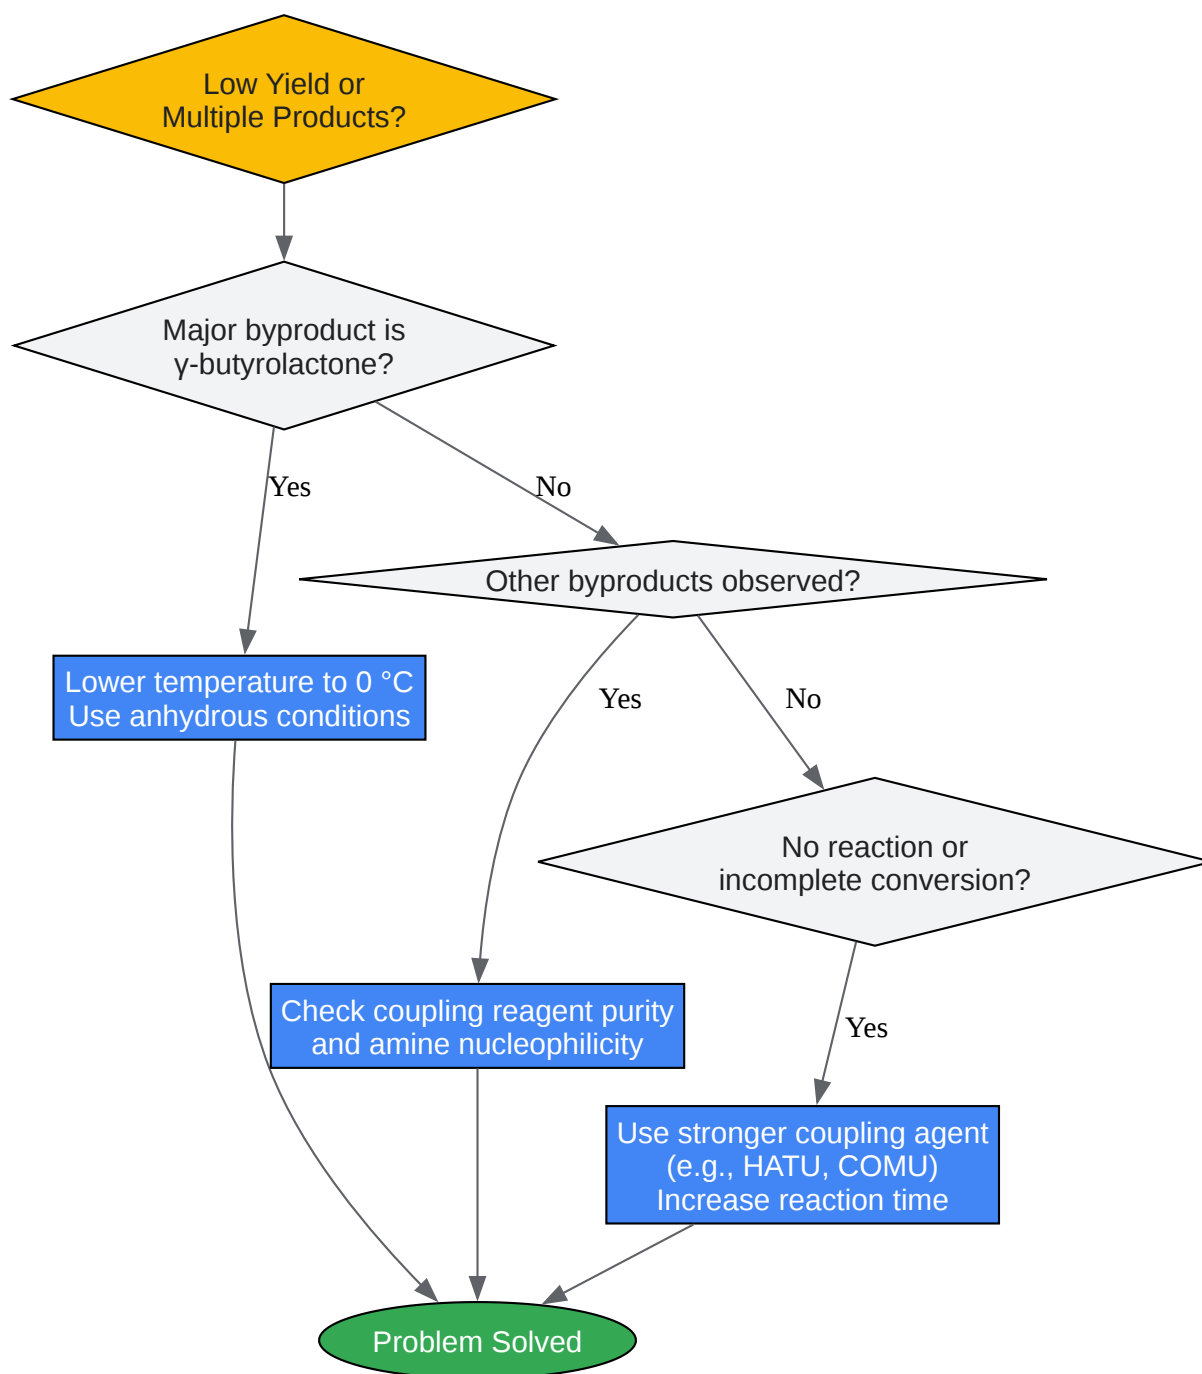 Low Yield or
Multiple Products?
Major byproduct is
γ-butyrolactone?
Yes
No
Other byproducts observed?
Lower temperature to 0 °C
Use anhydrous conditions
Yes
No
No reaction or
incomplete conversion?
Check coupling reagent purity
and amine nucleophilicity
Yes
Use stronger coupling agent
(e.g., HATU, COMU)
Increase reaction time
Problem Solved